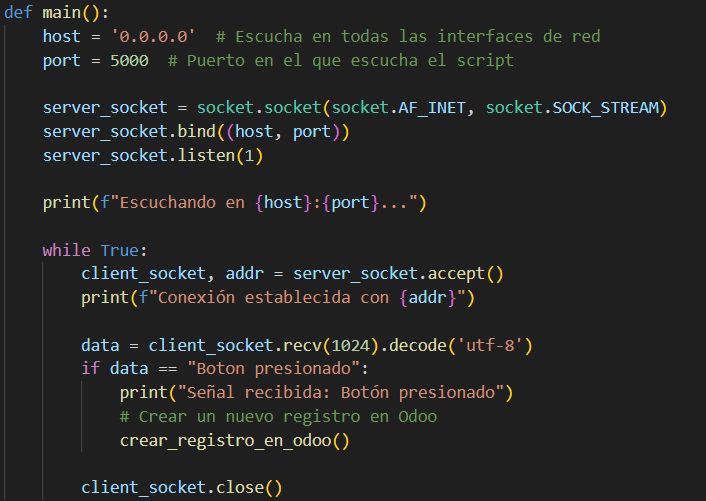 def main():
    host = '0.0.0.0'  # Escucha en todas las interfaces de red
    port = 5000  # Puerto en el que escucha el script
    server_socket = socket.socket(socket.AF_INET, socket.SOCK_STREAM)
    server_socket.bind((host, port))
    server_socket.listen(1)
    print(f"Escuchando en {host}:{port}...")
    while True:
        client_socket, addr = server_socket.accept()
        print(f"Conexión establecida con {addr}")
        data = client_socket.recv(1024).decode('utf-8')
        if data == "Boton presionado":
            print("Señal recibida: Botón presionado")
            # Crear un nuevo registro en Odoo
            crear_registro_en_odoo()
        client_socket.close()